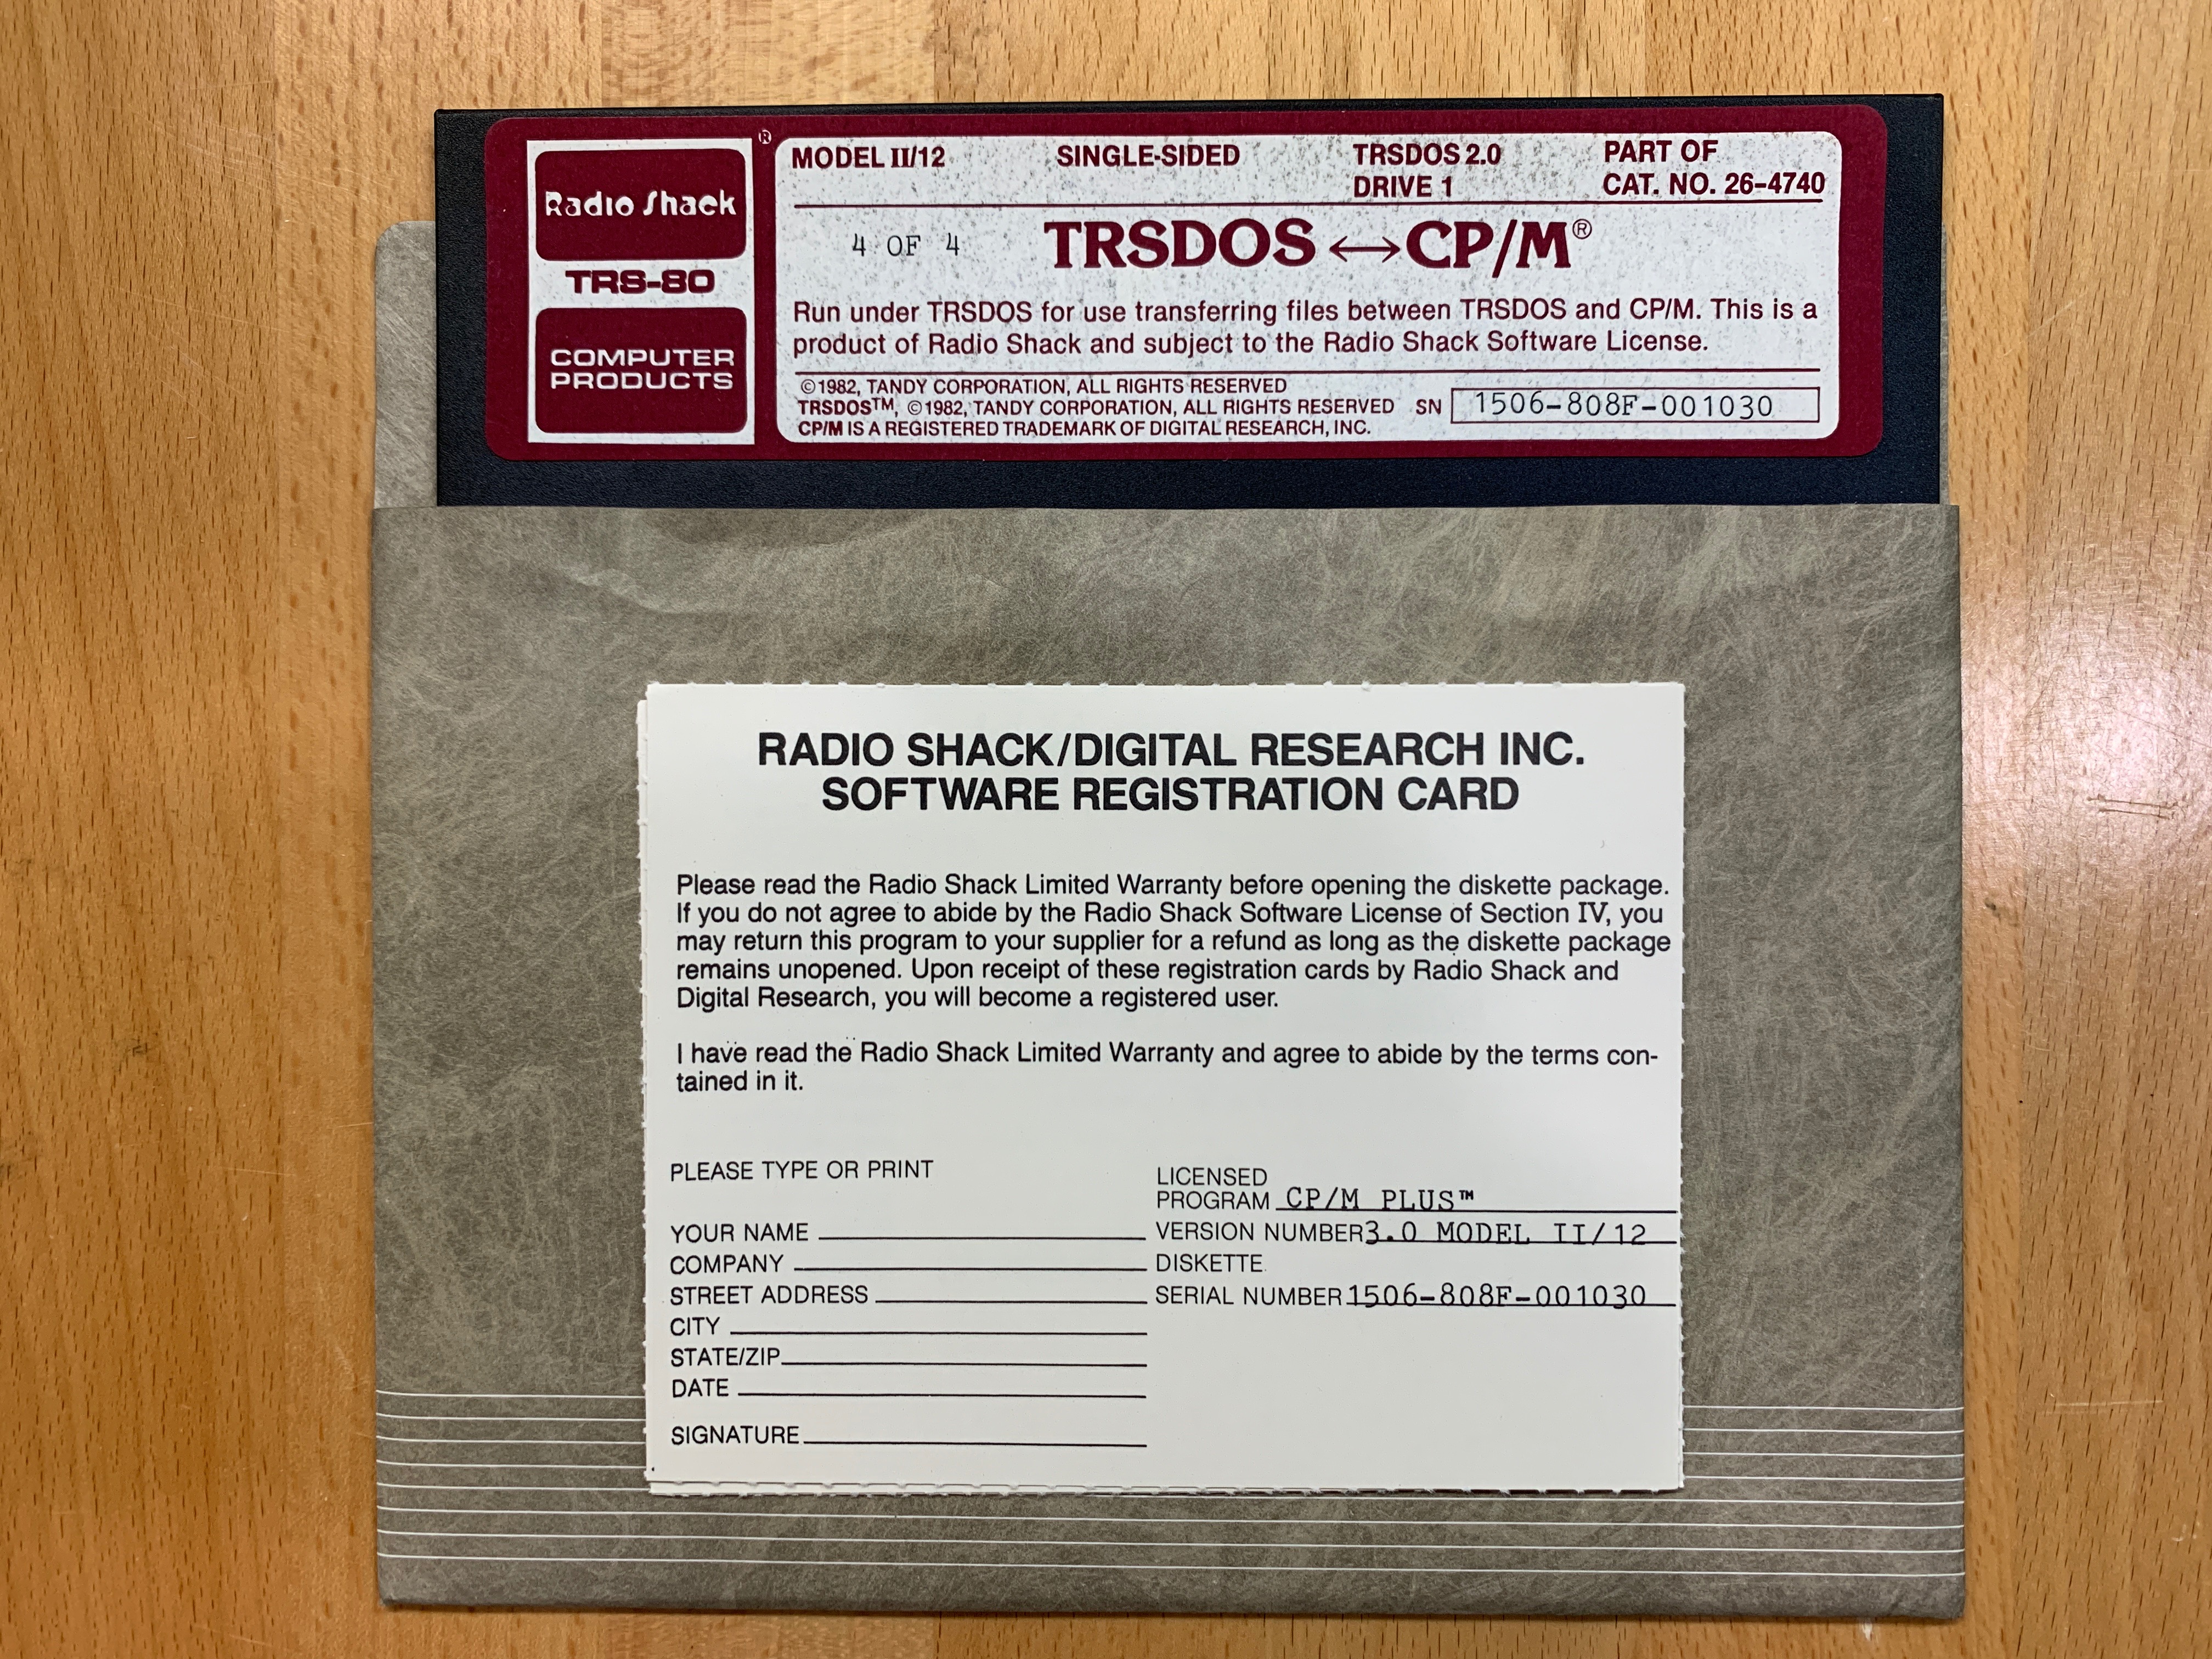 Radio Shack
®
TRS-80
COMPUTER
PRODUCTS
MODEL II/12 SINGLE-SIDED TRSDOS 2.0 PART OF
DRIVE 1 CAT. NO. 26-4740
4 OF 4 TRSDOS ↔ CP/M®
Run under TRSDOS for use transferring files between TRSDOS and CP/M. This is a
product of Radio Shack and subject to the Radio Shack Software License.
©1982, TANDY CORPORATION, ALL RIGHTS RESERVED
TRSDOS™, ©1982, TANDY CORPORATION, ALL RIGHTS RESERVED SN 1506-808F-001030
CP/M IS A REGISTERED TRADEMARK OF DIGITAL RESEARCH, INC.
RADIO SHACK/DIGITAL RESEARCH INC.
SOFTWARE REGISTRATION CARD
Please read the Radio Shack Limited Warranty before opening the diskette package.
If you do not agree to abide by the Radio Shack Software License of Section IV, you
may return this program to your supplier for a refund as long as the diskette package
remains unopened. Upon receipt of these registration cards by Radio Shack and
Digital Research, you will become a registered user.
I have read the Radio Shack Limited Warranty and agree to abide by the terms con-
tained in it.
PLEASE TYPE OR PRINT
YOUR NAME
COMPANY
STREET ADDRESS
CITY
STATE/ZIP
DATE
SIGNATURE
LICENSED
PROGRAM CP/M PLUS™
VERSION NUMBER 3.0 MODEL II/12
DISKETTE
SERIAL NUMBER 1506-808F-001030